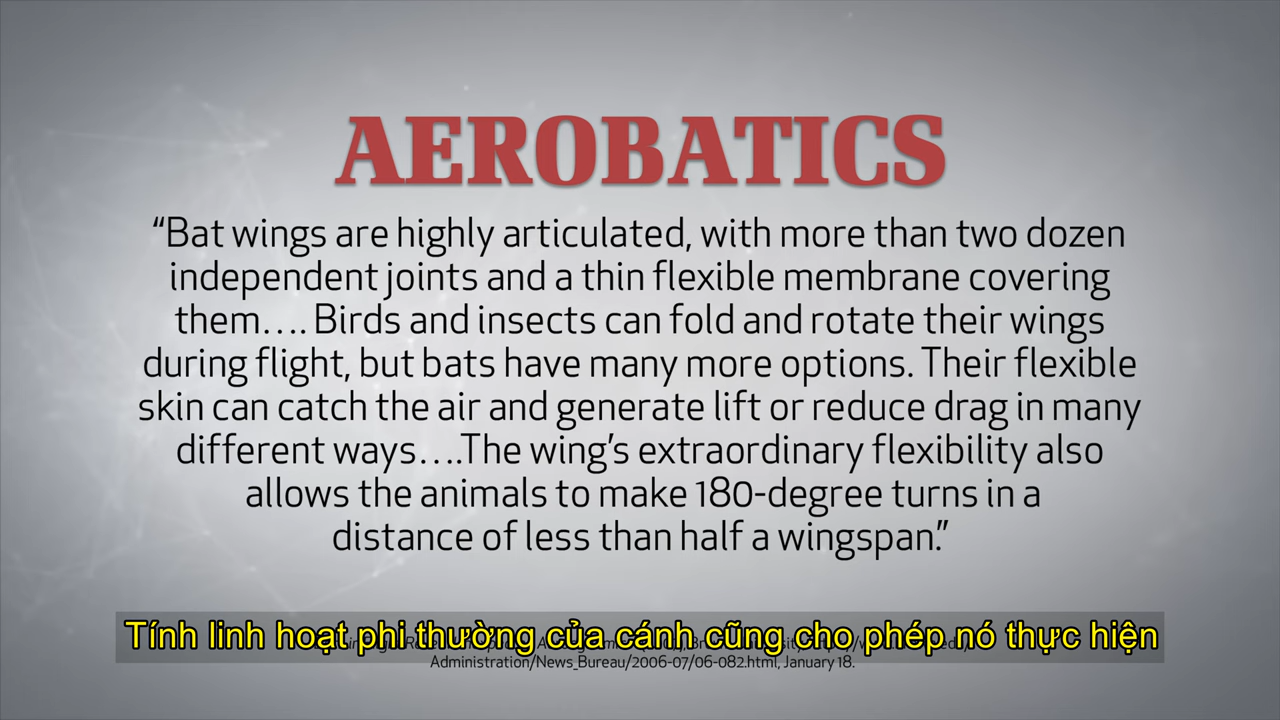 AEROBATICS
“Bat wings are highly articulated, with more than two dozen
independent joints and a thin flexible membrane covering
them.... Birds and insects can fold and rotate their wings
during flight, but bats have many more options. Their flexible
skin can catch the air and generate lift or reduce drag in many
different ways....The wing’s extraordinary flexibility also
allows the animals to make 180-degree turns in a
distance of less than half a wingspan.”
Tính linh hoạt phi thường của cánh cũng cho phép nó thực hiện
Administration/News_Bureau/2006-07/06-082.html, January 18.